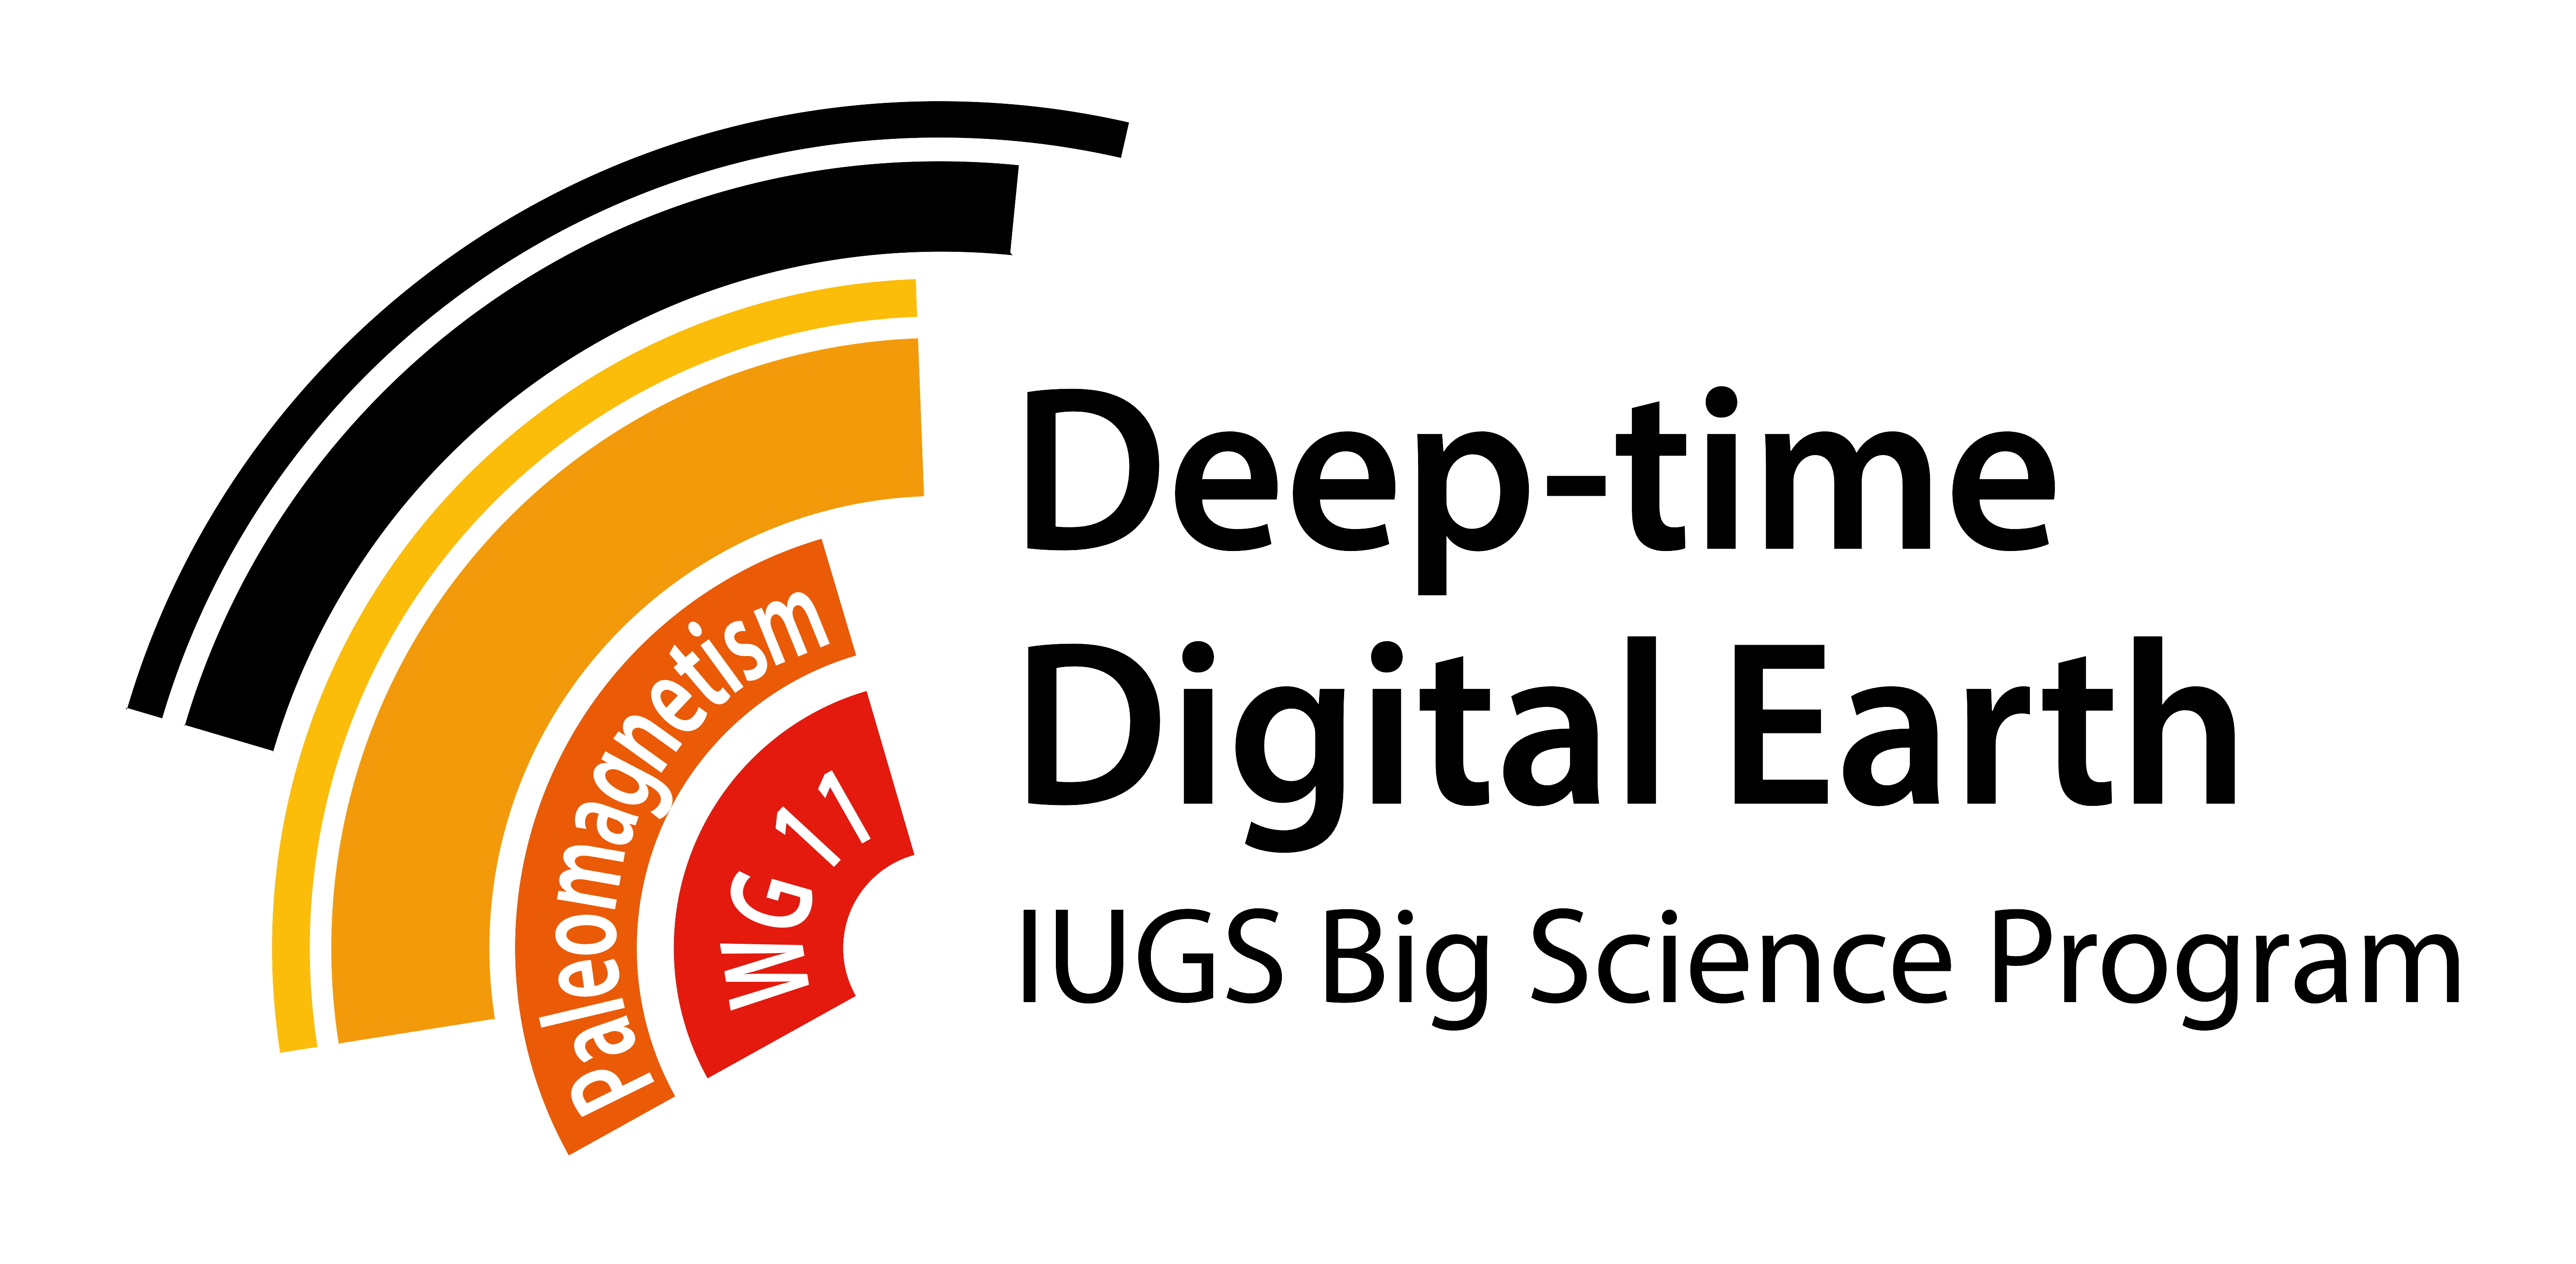 Paleomagnetism
WG 11
Deep-time
Digital Earth
IUGS Big Science Program